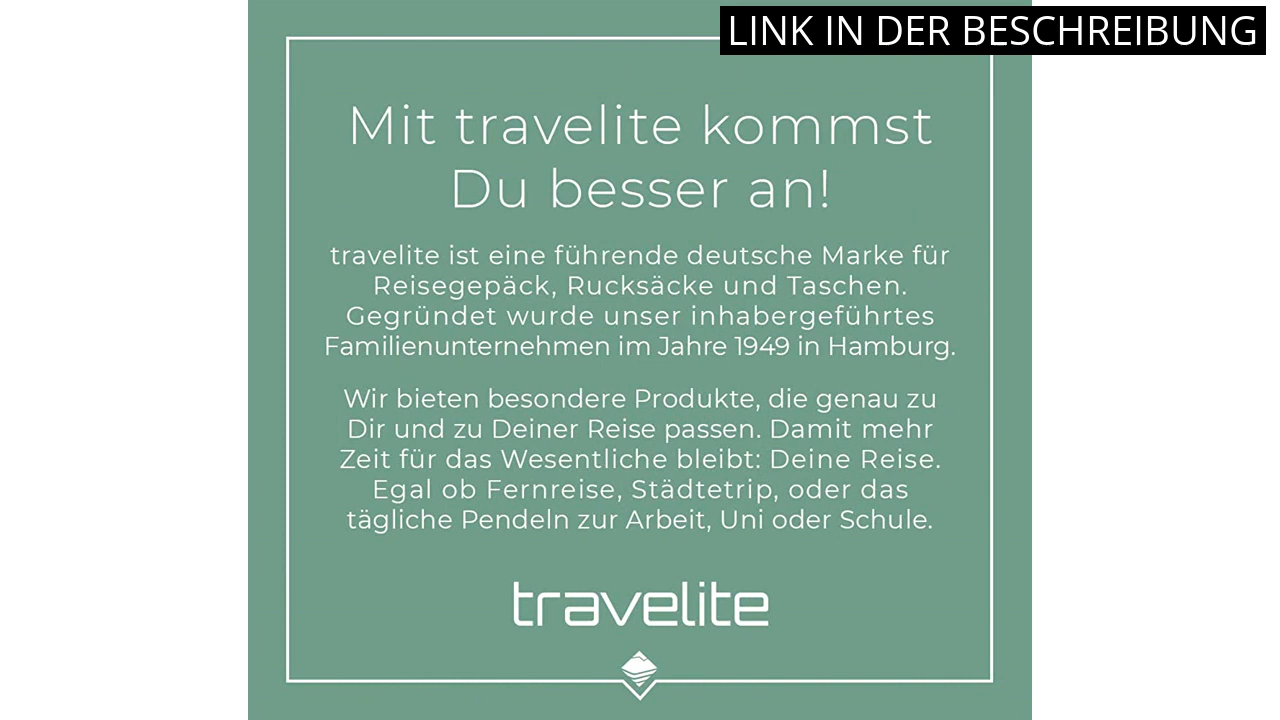 LINK IN DER BESCHREIBUNG
Mit travelite kommst
Du besser an!
travelite ist eine führende deutsche Marke für
Reisegepäck, Rucksäcke und Taschen.
Gegründet wurde unser inhabergeführtes
Familienunternehmen im Jahre 1949 in Hamburg.
Wir bieten besondere Produkte, die genau zu
Dir und zu Deiner Reise passen. Damit mehr
Zeit für das Wesentliche bleibt: Deine Reise.
Egal ob Fernreise, Städtetrip, oder das
tägliche Pendeln zur Arbeit, Uni oder Schule.
travelite